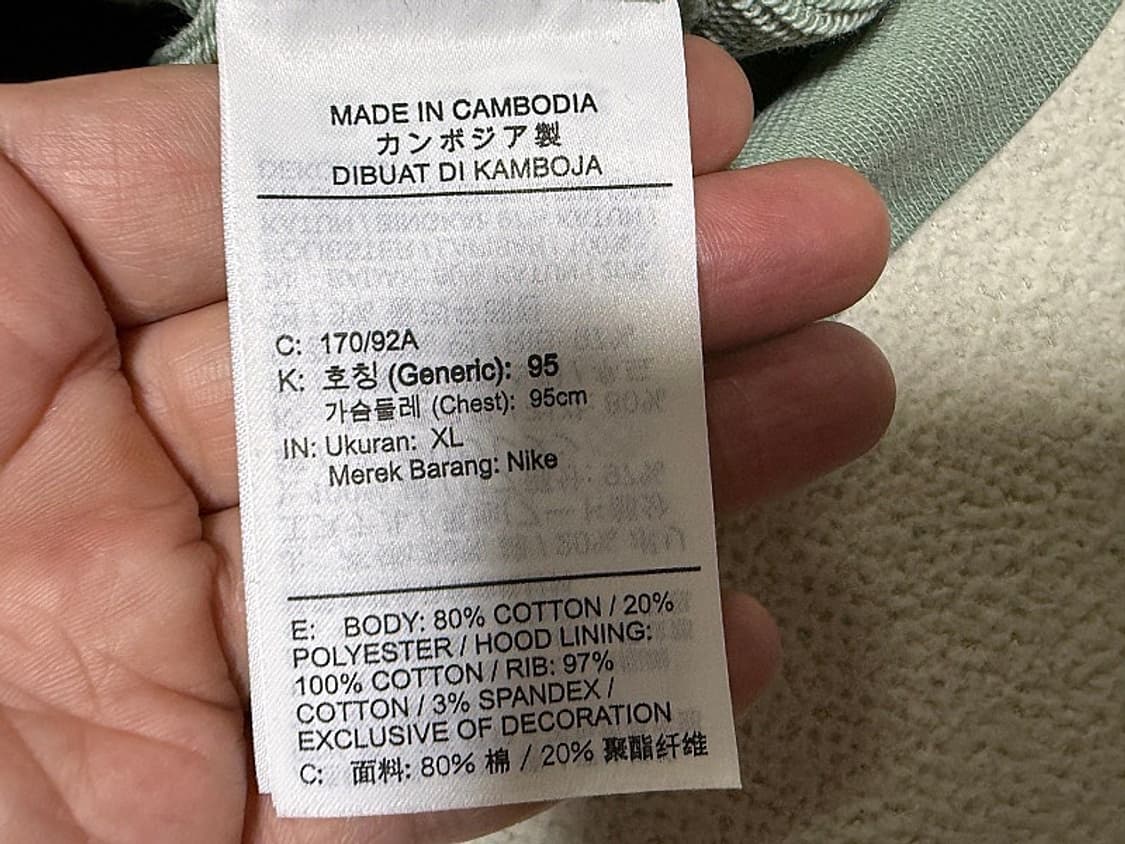 MADE IN CAMBODIA
カンボジア製
DIBUAT DI KAMBOJA
C: 170/92A
K: 호칭 (Generic): 95
가슴둘레 (Chest): 95cm
IN: Ukuran: XL
Merek Barang: Nike
E: BODY: 80% COTTON / 20%
POLYESTER / HOOD LINING:
100% COTTON / RIB: 97%
COTTON / 3% SPANDEX /
EXCLUSIVE OF DECORATION
C: 面料: 80% 棉 / 20% 聚酯纤维